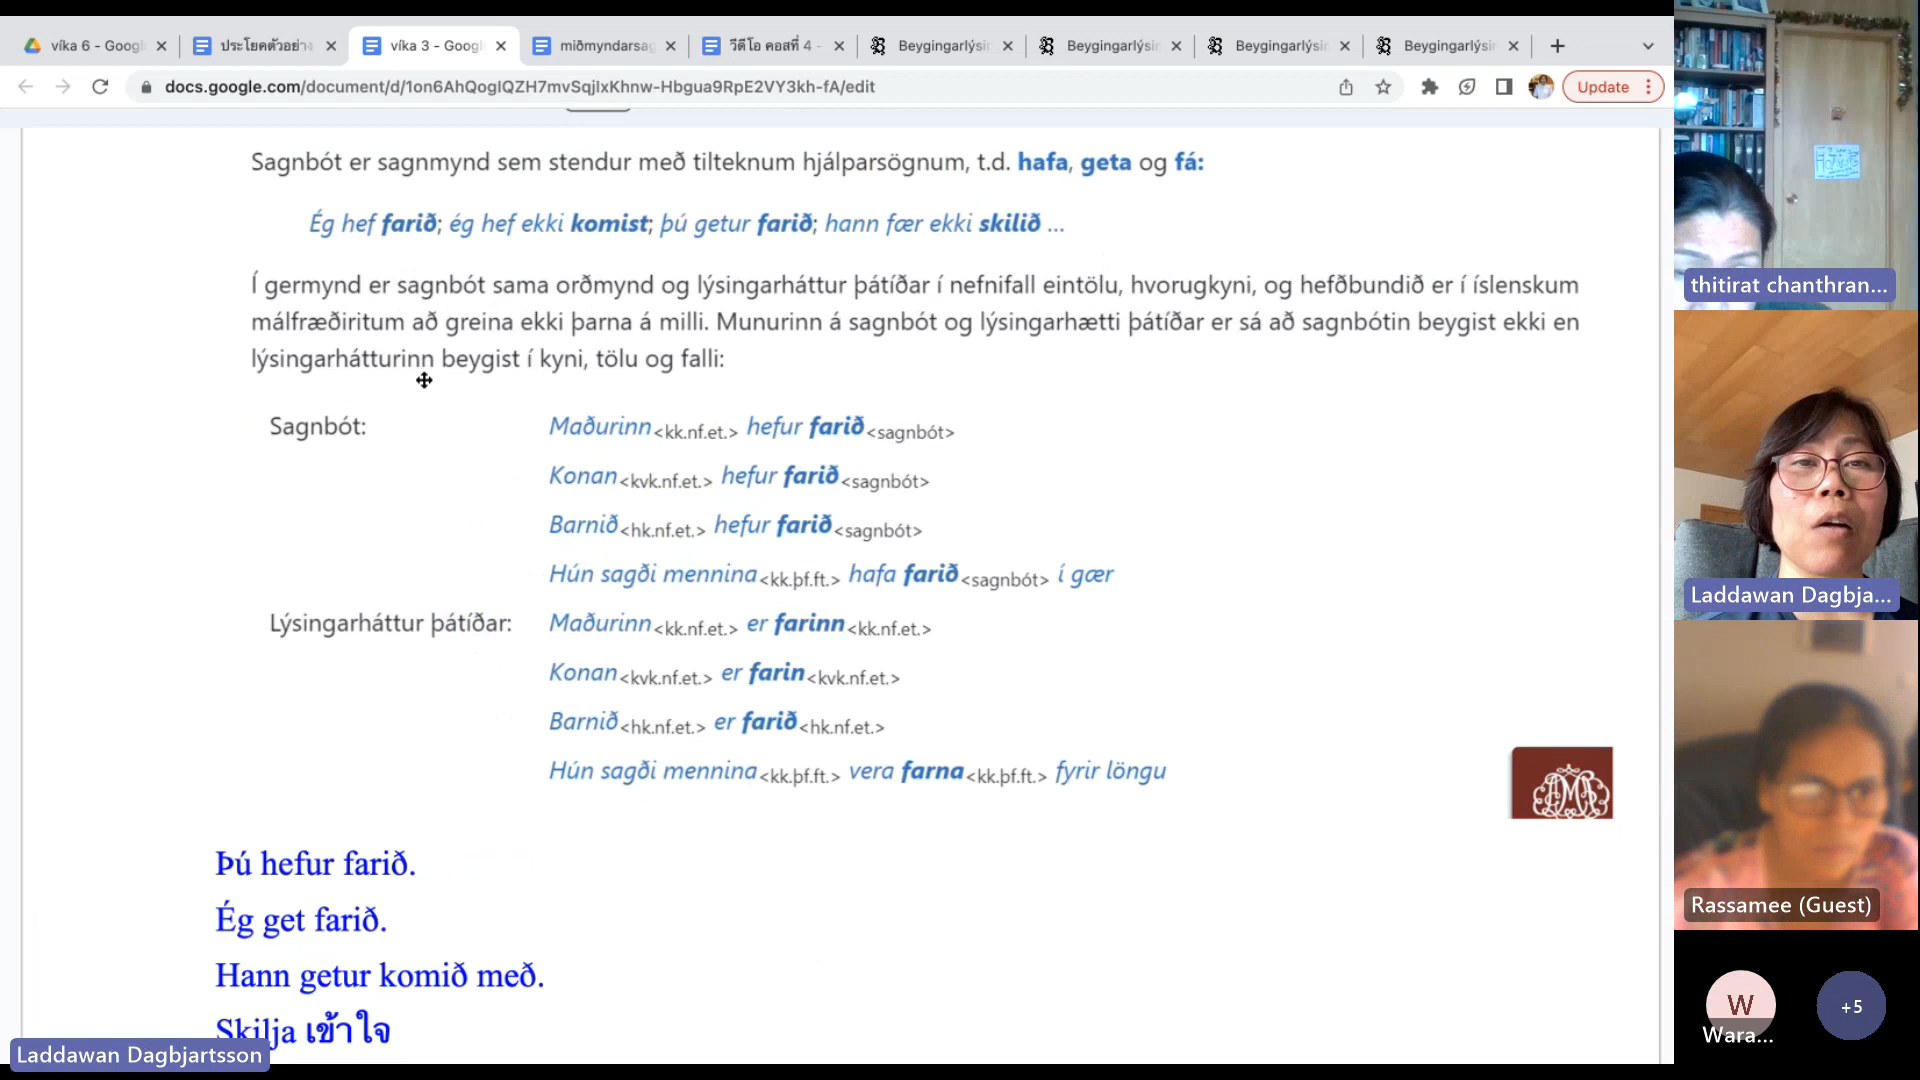 víka 6 - Googl
ประโยคตัวอย่าง
víka 3 - Googl
miðmyndarsag
วีดีโอ คอสที่ 4 -
Beygingarlýsin
Beygingarlýsin
Beygingarlýsin
Beygingarlýsin
docs.google.com/document/d/1on6AhQogIQZH7mvSqjIxKhnw-Hbgua9RpE2VY3kh-fA/edit
Update
Sagnbót er sagnmynd sem stendur með tilteknum hjálparsögnum, t.d. hafa, geta og fá:
Ég hef farið; ég hef ekki komist; þú getur farið; hann fær ekki skilið ...
Í germynd er sagnbót sama orðmynd og lýsingarháttur þátíðar í nefnifall eintölu, hvorugkyni, og hefðbundið er í íslenskum
málfræðiritum að greina ekki þarna á milli. Munurinn á sagnbót og lýsingarhætti þátíðar er sá að sagnbótin beygist ekki en
lýsingarhátturinn beygist í kyni, tölu og falli:
Sagnbót: Maðurinn<kk.nf.et.> hefur farið<sagnbót>
Konan<kvk.nf.et.> hefur farið<sagnbót>
Barnið<hk.nf.et.> hefur farið<sagnbót>
Hún sagði mennina<kk.þf.ft.> hafa farið<sagnbót> í gær
Lýsingarháttur þátíðar: Maðurinn<kk.nf.et.> er farinn<kk.nf.et.>
Konan<kvk.nf.et.> er farin<kvk.nf.et.>
Barnið<hk.nf.et.> er farið<hk.nf.et.>
Hún sagði mennina<kk.þf.ft.> vera farna<kk.þf.ft.> fyrir löngu
Þú hefur farið.
Ég get farið.
Hann getur komið með.
Skilja เข้าใจ
Laddawan Dagbjartsson
thitirat chanthran...
Laddawan Dagbja...
Rassamee (Guest)
W
Wara...
+5